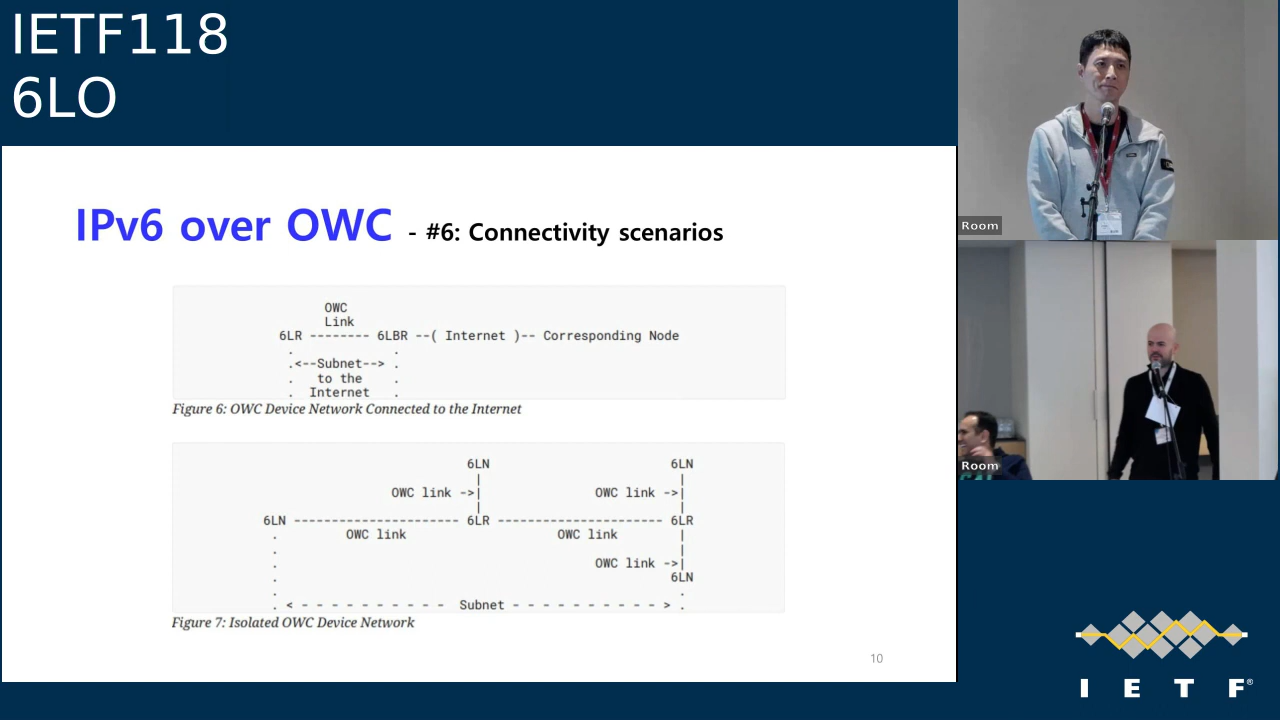 IETF118
6LO
IPv6 over OWC - #6: Connectivity scenarios
OWC
Link
6LR -------- 6LBR --( Internet )-- Corresponding Node
. .
.<--Subnet--> .
. to the .
. Internet .
Figure 6: OWC Device Network Connected to the Internet
6LN 6LN
| |
OWC link ->| OWC link ->|
| |
6LN ---------------------- 6LR ---------------------- 6LR
. OWC link OWC link |
. |
. OWC link ->|
. 6LN
. .
. < - - - - - - - - - - Subnet - - - - - - - - - - > .
Figure 7: Isolated OWC Device Network
10
Room
Room
I E T F®